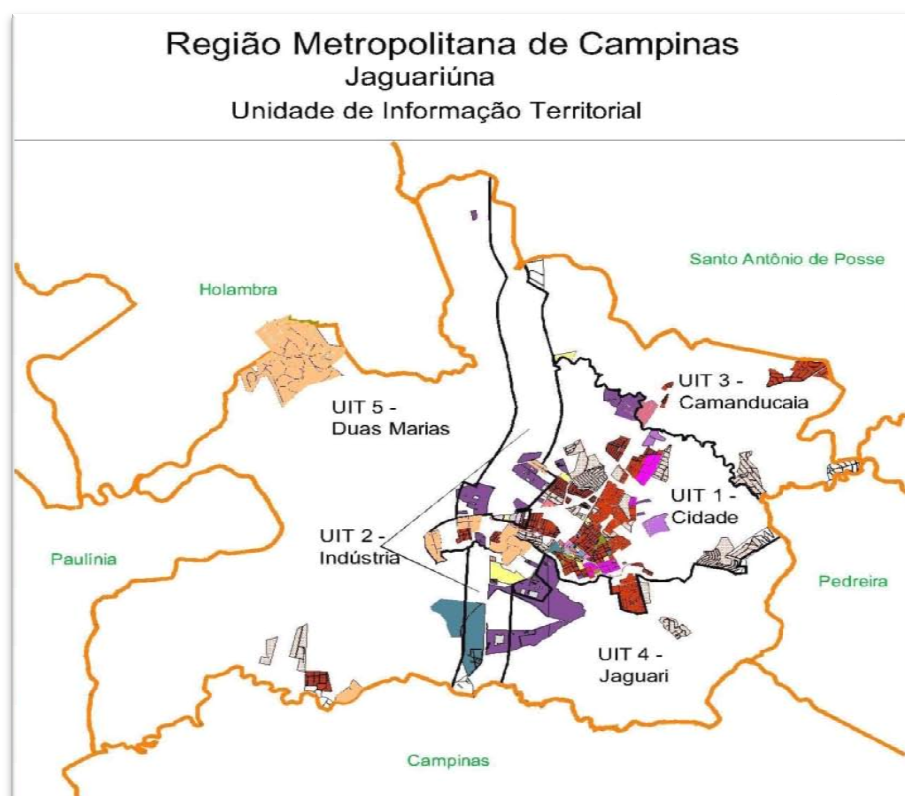 Região Metropolitana de Campinas
Jaguariúna
Unidade de Informação Territorial
Santo Antônio de Posse
Holambra
UIT 3 -
Camanducaia
UIT 5 -
Duas Marias
UIT 1 -
Cidade
UIT 2 -
Indústria
Paulínia
Pedreira
UIT 4 -
Jaguari
Campinas